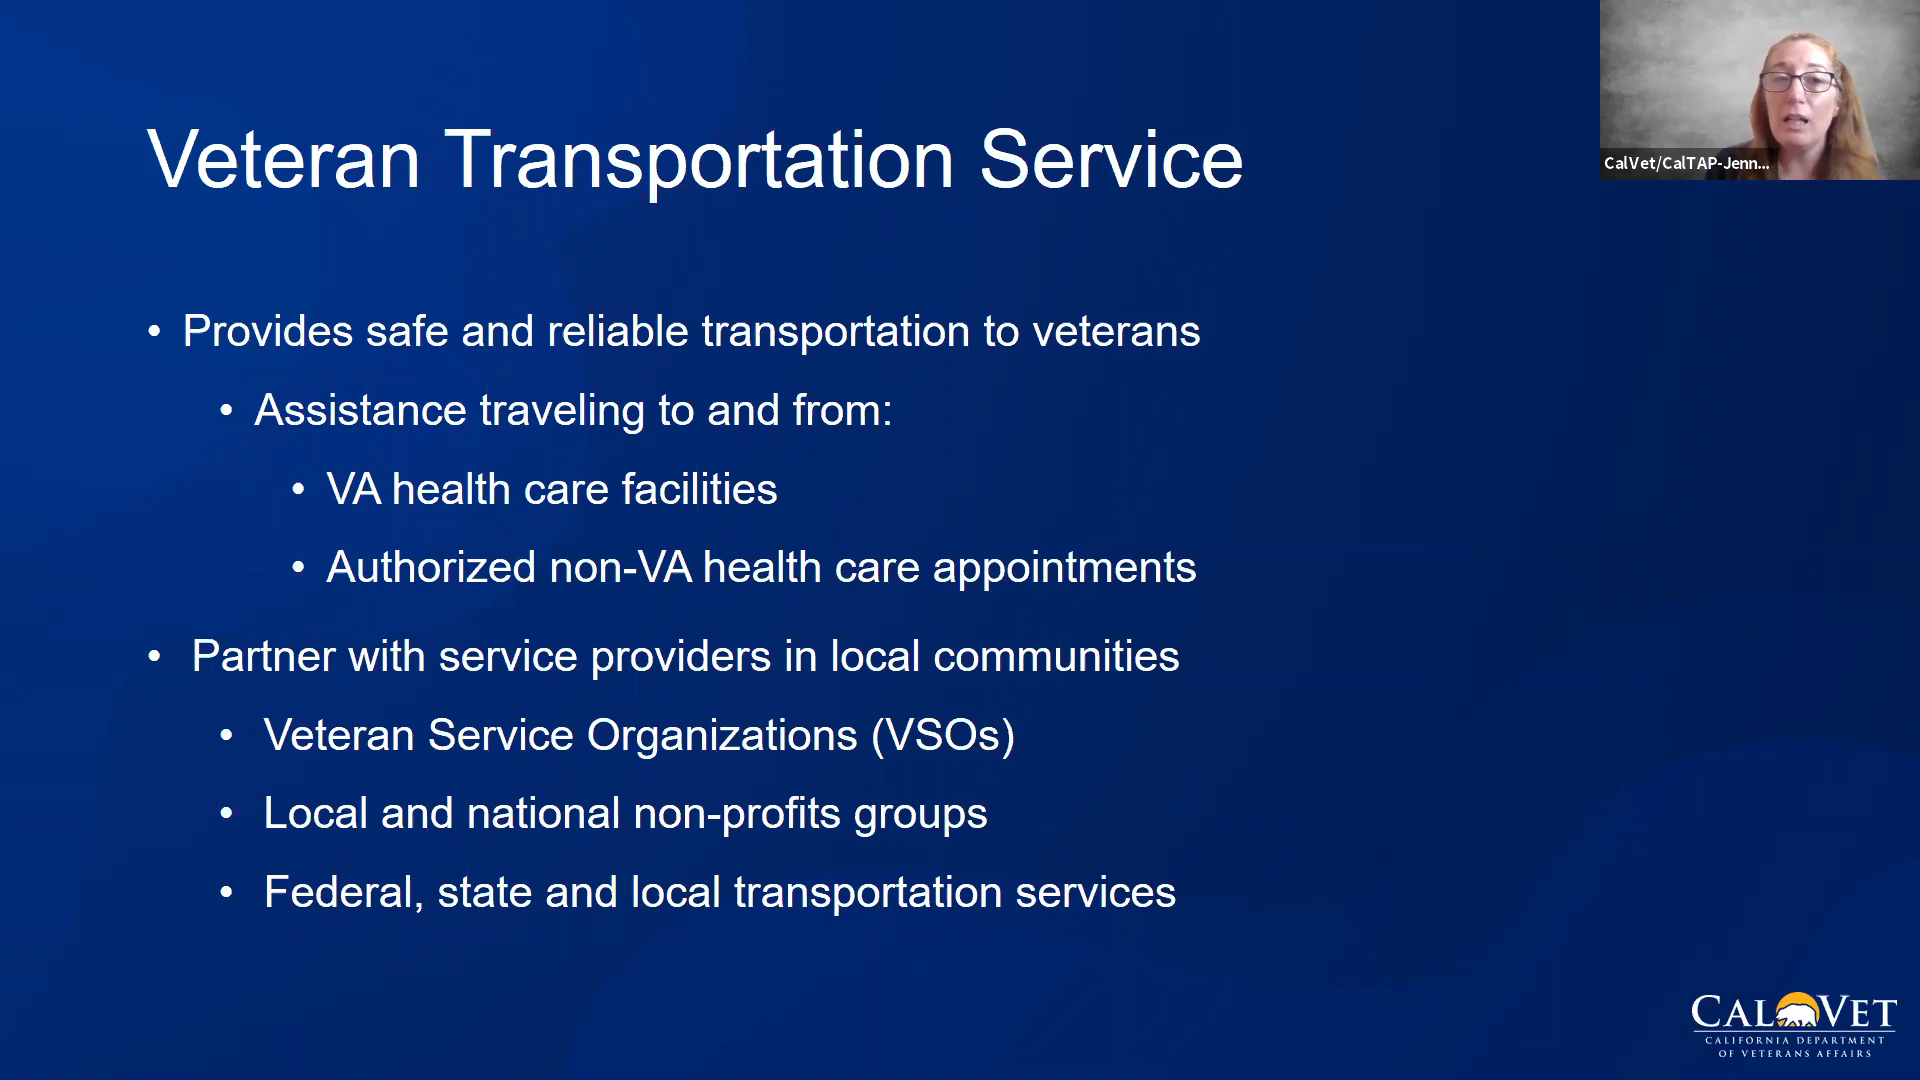 Veteran Transportation Service
CalVet/CalTAP-Jenn...
• Provides safe and reliable transportation to veterans
• Assistance traveling to and from:
• VA health care facilities
• Authorized non-VA health care appointments
• Partner with service providers in local communities
• Veteran Service Organizations (VSOs)
• Local and national non-profits groups
• Federal, state and local transportation services
CALVET
CALIFORNIA DEPARTMENT
OF VETERANS AFFAIRS